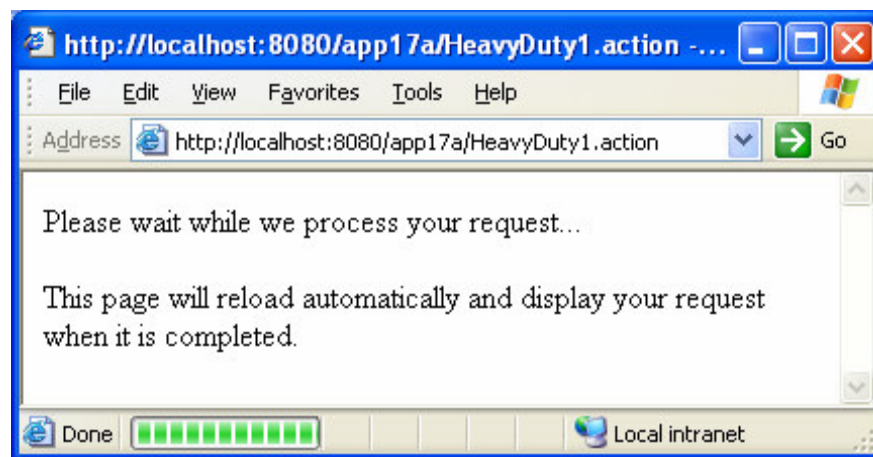 http://localhost:8080/app17a/HeavyDuty1.action -...
File Edit View Favorites Tools Help
Address http://localhost:8080/app17a/HeavyDuty1.action Go
Please wait while we process your request...
This page will reload automatically and display your request
when it is completed.
Done Local intranet